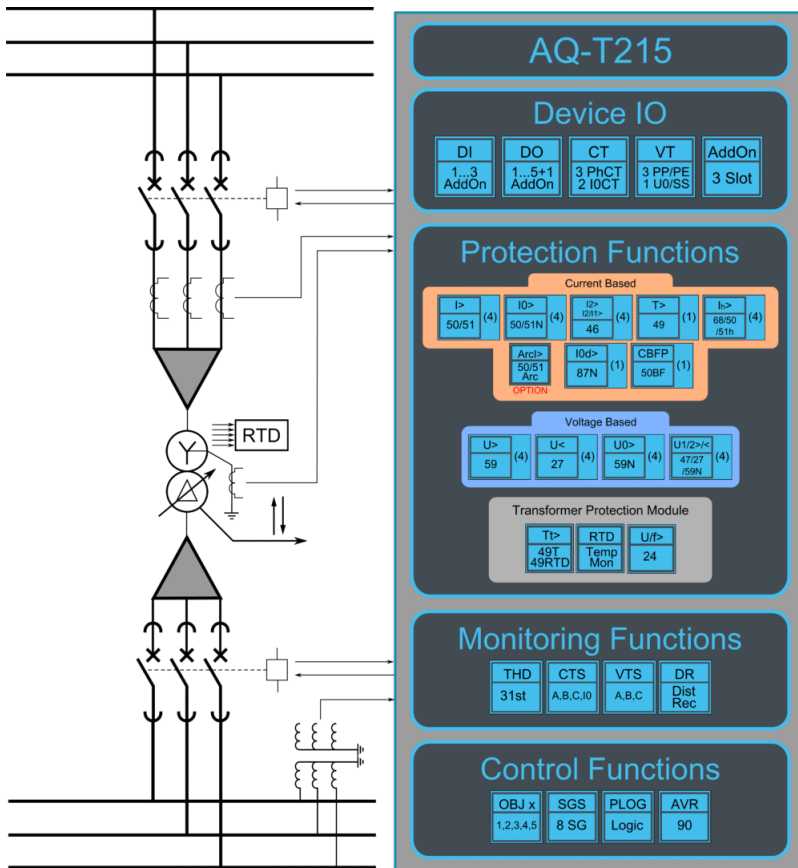 AQ-T215
Device IO
DI DO CT VT AddOn
1...3 1...5+1 3 PhCT 3 PP/PE 3 Slot
AddOn AddOn 2 I0CT 1 U0/SS
Protection Functions
Current Based
I> I0> I2> T> Ih>
I2/I1>
50/51 (4) 50/51N (4) 46 (4) 49 (1) 68/50 (4)
/51h
ArcI> I0d> CBFP
50/51 87N (1) 50BF (1)
Arc
OPTION
Voltage Based
U> U< U0> U1/2>/<
59 (4) 27 (4) 59N (4) 47/27 (4)
/59N
Transformer Protection Module
Tt> RTD U/f>
49T Temp 24
49RTD Mon
RTD
Monitoring Functions
THD CTS VTS DR
31st A,B,C,I0 A,B,C Dist
Rec
Control Functions
OBJ x SGS PLOG AVR
1,2,3,4,5 8 SG Logic 90